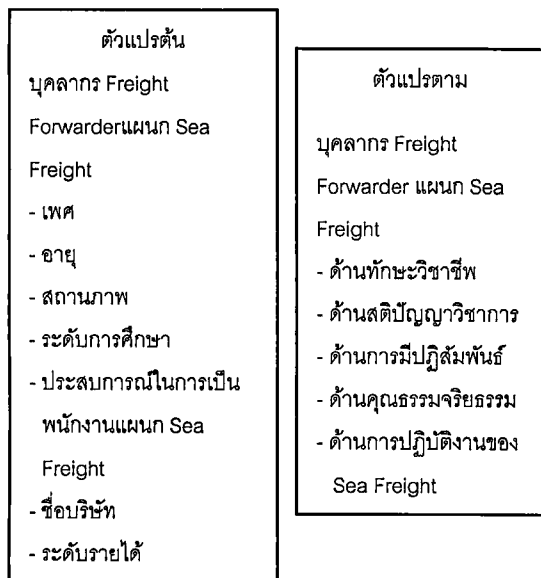 ตัวแปรต้น
บุคลากร Freight
Forwarderแผนก Sea
Freight
- เพศ
- อายุ
- สถานภาพ
- ระดับการศึกษา
- ประสบการณ์ในการเป็น
พนักงานแผนก Sea
Freight
- ชื่อบริษัท
- ระดับรายได้
ตัวแปรตาม
บุคลากร Freight
Forwarder แผนก Sea
Freight
- ด้านทักษะวิชาชีพ
- ด้านสติปัญญาวิชาการ
- ด้านการมีปฏิสัมพันธ์
- ด้านคุณธรรมจริยธรรม
- ด้านการปฏิบัติงานของ
Sea Freight